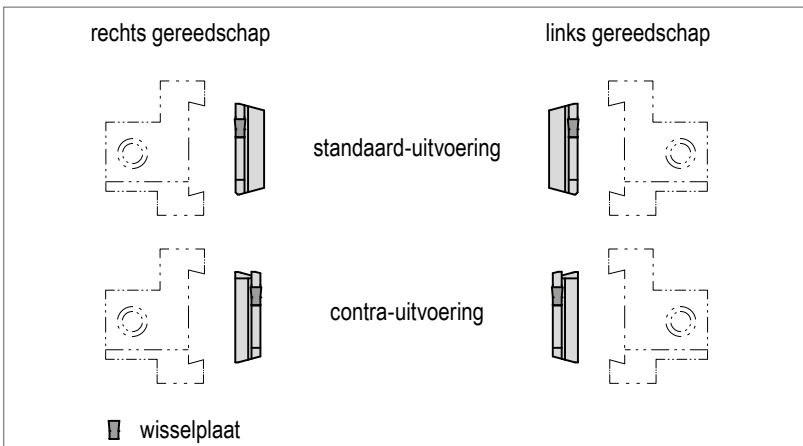 rechts gereedschap
links gereedschap
standaard-uitvoering
contra-uitvoering
wisselplaat